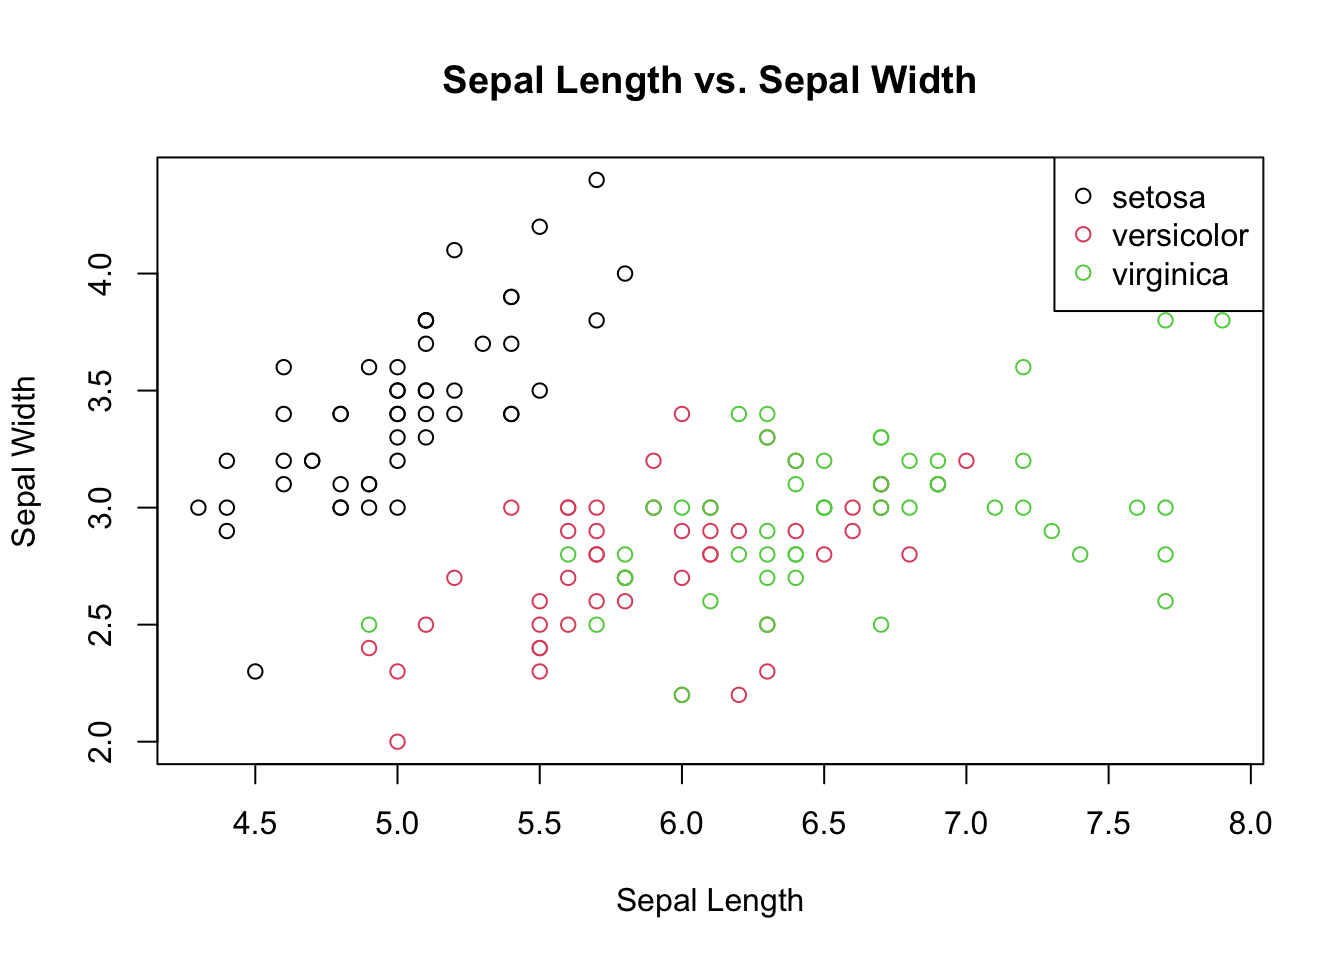 Sepal Length vs. Sepal Width
setosa
versicolor
virginica
Sepal Width
4.0
3.5
3.0
2.5
2.0
4.5 5.0 5.5 6.0 6.5 7.0 7.5 8.0
Sepal Length